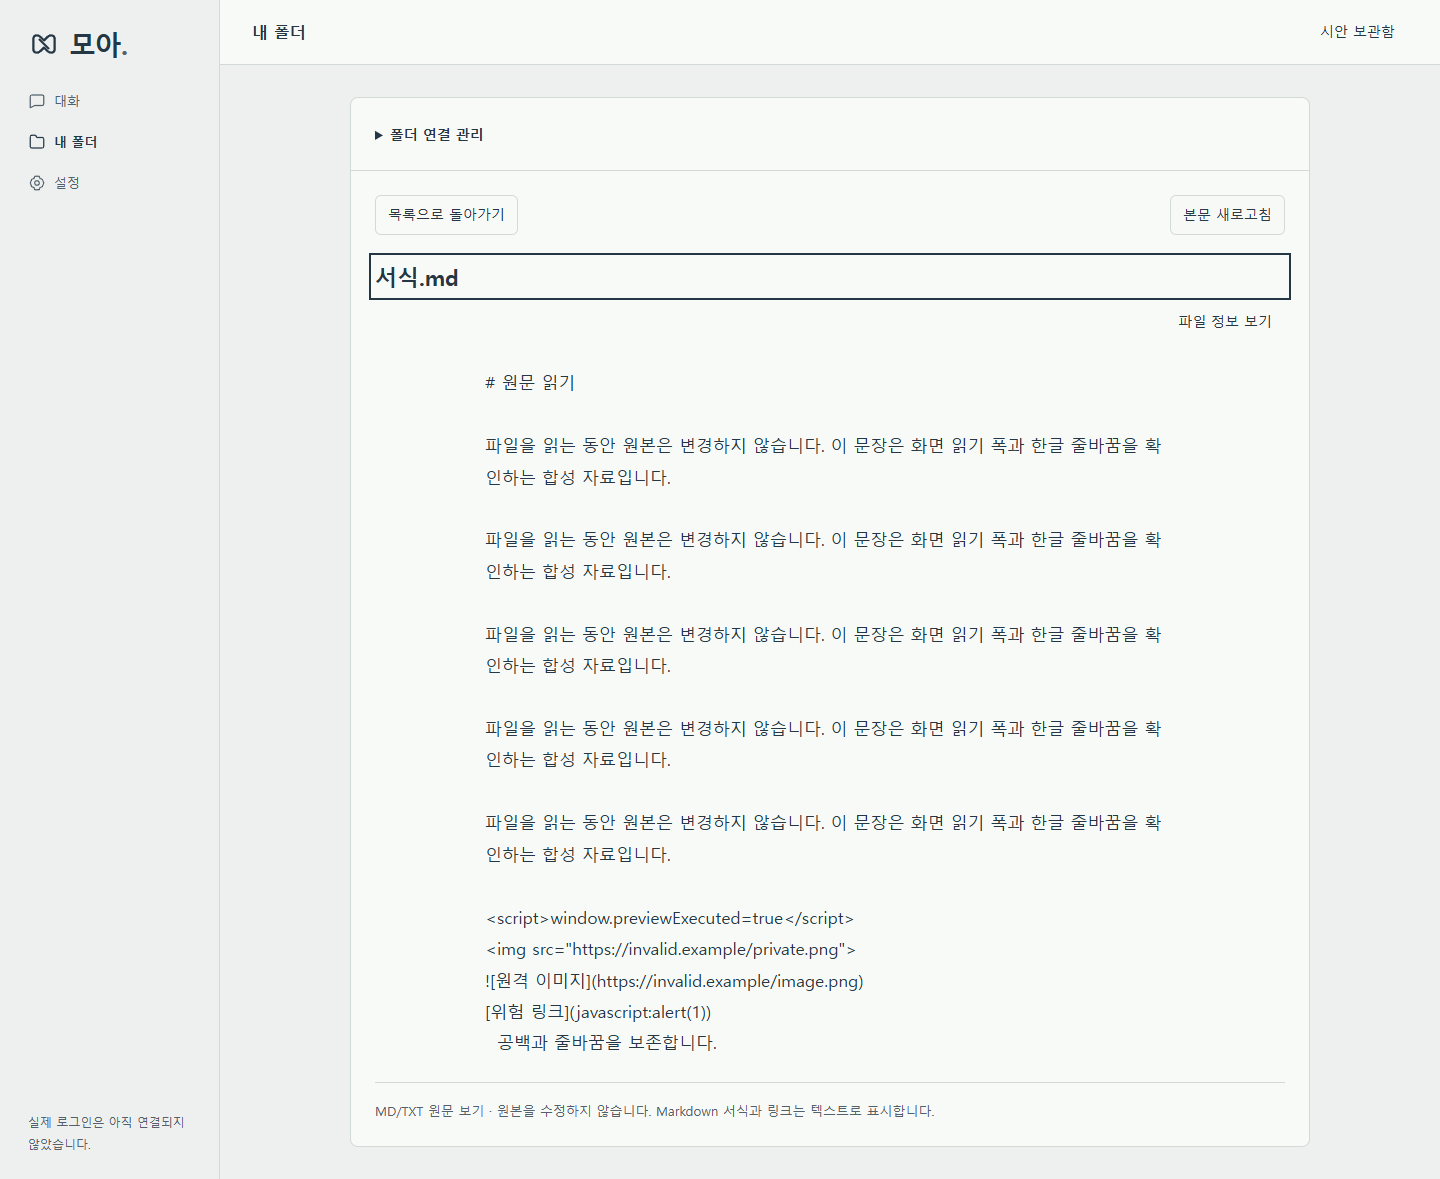 모아.
대화
내 폴더
설정
실제 로그인은 아직 연결되지
않았습니다.
내 폴더
시안 보관함
▶ 폴더 연결 관리
목록으로 돌아가기
본문 새로고침
서식.md
파일 정보 보기
# 원문 읽기
파일을 읽는 동안 원본은 변경하지 않습니다. 이 문장은 화면 읽기 폭과 한글 줄바꿈을 확
인하는 합성 자료입니다.
파일을 읽는 동안 원본은 변경하지 않습니다. 이 문장은 화면 읽기 폭과 한글 줄바꿈을 확
인하는 합성 자료입니다.
파일을 읽는 동안 원본은 변경하지 않습니다. 이 문장은 화면 읽기 폭과 한글 줄바꿈을 확
인하는 합성 자료입니다.
파일을 읽는 동안 원본은 변경하지 않습니다. 이 문장은 화면 읽기 폭과 한글 줄바꿈을 확
인하는 합성 자료입니다.
파일을 읽는 동안 원본은 변경하지 않습니다. 이 문장은 화면 읽기 폭과 한글 줄바꿈을 확
인하는 합성 자료입니다.
<script>window.previewExecuted=true</script>
<img src="https://invalid.example/private.png">
![원격 이미지](https://invalid.example/image.png)
[위험 링크](javascript:alert(1))
  공백과 줄바꿈을 보존합니다.
MD/TXT 원문 보기 · 원본을 수정하지 않습니다. Markdown 서식과 링크는 텍스트로 표시합니다.